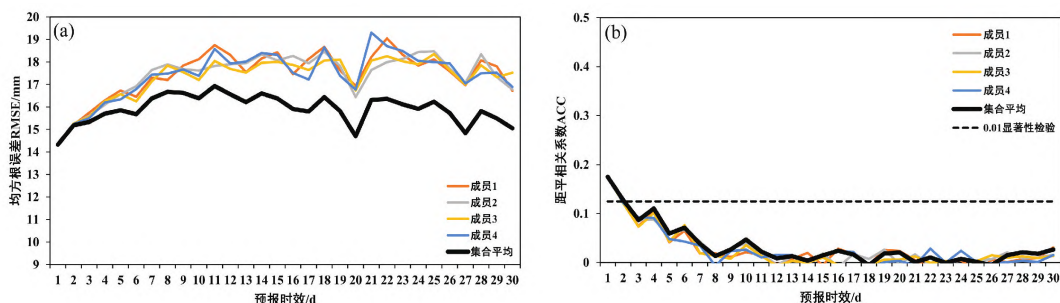 (a)
均方根误差RMSE/mm
20
19
18
17
16
15
14
13
12
11
10
9
成员1
成员2
成员3
成员4
集合平均
1 2 3 4 5 6 7 8 9 10 11 12 13 14 15 16 17 18 19 20 21 22 23 24 25 26 27 28 29 30
预报时效/d
(b)
距平相关系数ACC
0.5
0.4
0.3
0.2
0.1
0
成员1
成员2
成员3
成员4
集合平均
0.01显著性检验
1 2 3 4 5 6 7 8 9 10 11 12 13 14 15 16 17 18 19 20 21 22 23 24 25 26 27 28 29 30
预报时效/d